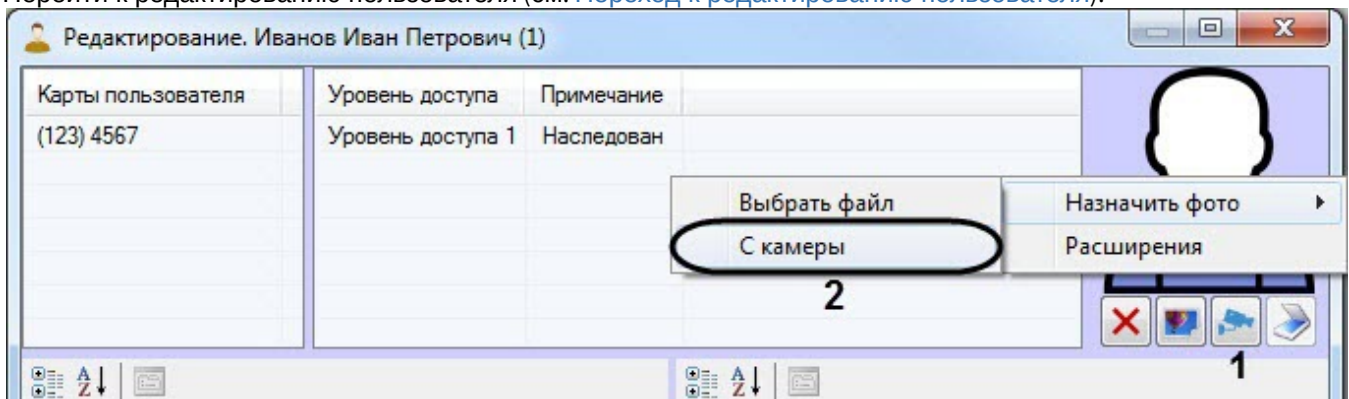 Перейти к редактированию пользователя (см. Переход к редактированию пользователя).
Редактирование. Иванов Иван Петрович (1)
Карты пользователя
Уровень доступа Примечание
(123) 4567
Уровень доступа 1 Наследован
Выбрать файл
Назначить фото
С камеры
Расширения
2
1